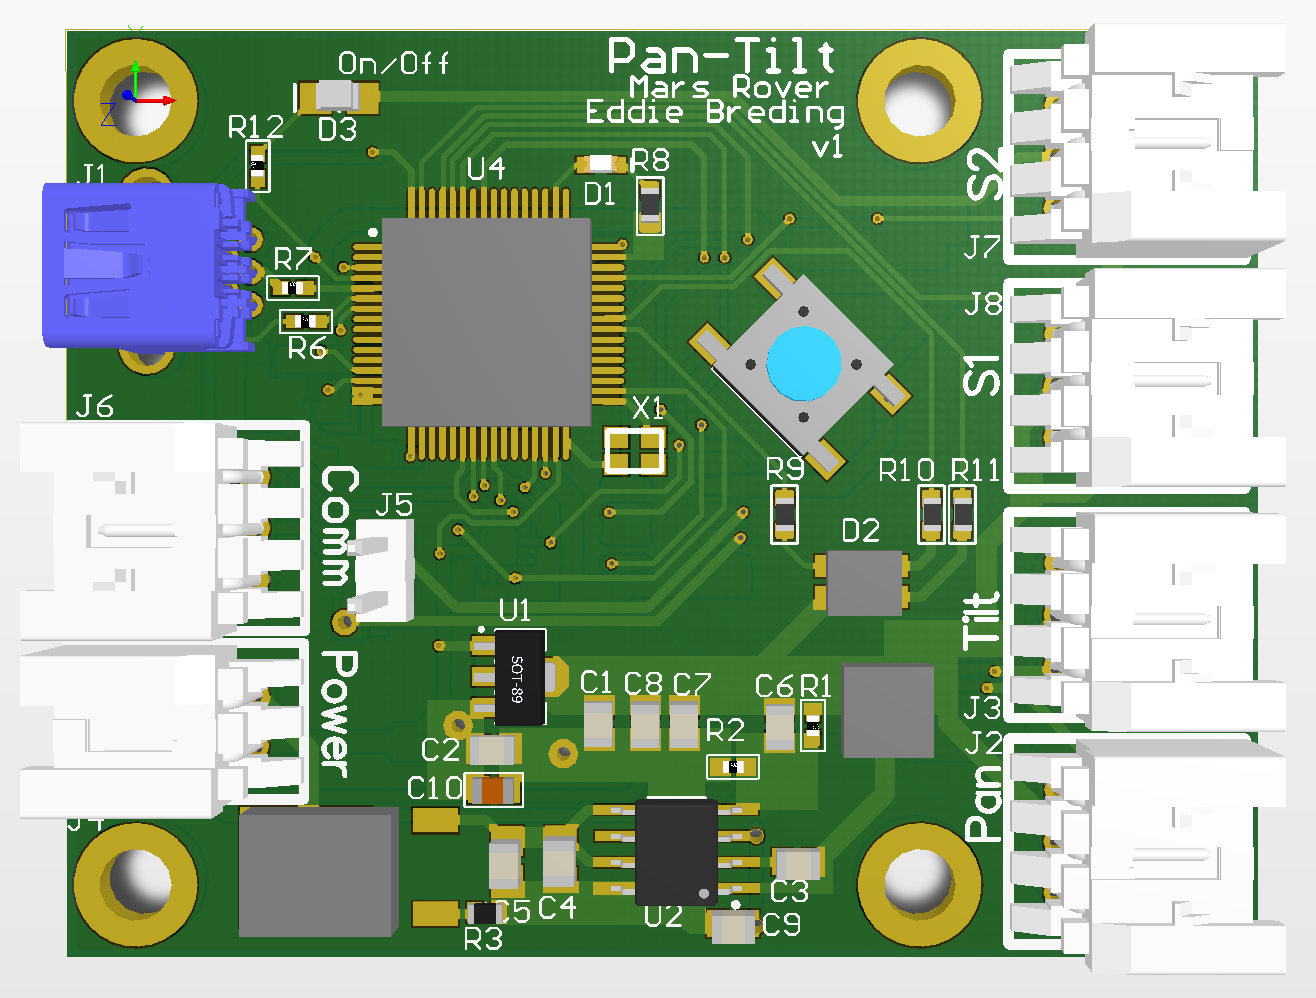 On/Off
Pan-Tilt
Mars Rover
Eddie Breding
v1
R12
D3
J1
U4
D1
R8
S2
J7
R7
R6
J8
S1
J6
X1
Comm
J5
R9
R10
R11
D2
U1
Tilt
SOT-89
Power
C1
C8
C7
C6
R1
J3
R2
J2
C2
C10
Pan
J4
C5
C4
U2
C3
C9
R3
Z